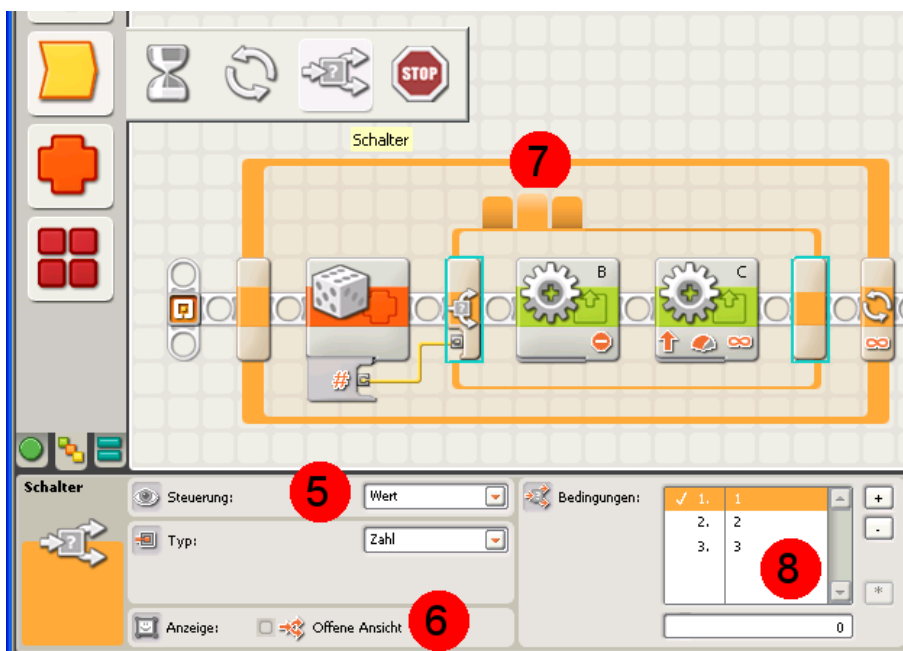 STOP
Schalter
7
B
C
#
Schalter
Steuerung:
5
Wert
Typ:
Zahl
Anzeige:
Offene Ansicht
6
Bedingungen:
✓ 1. 1
2. 2
3. 3
8
+
-
*
0